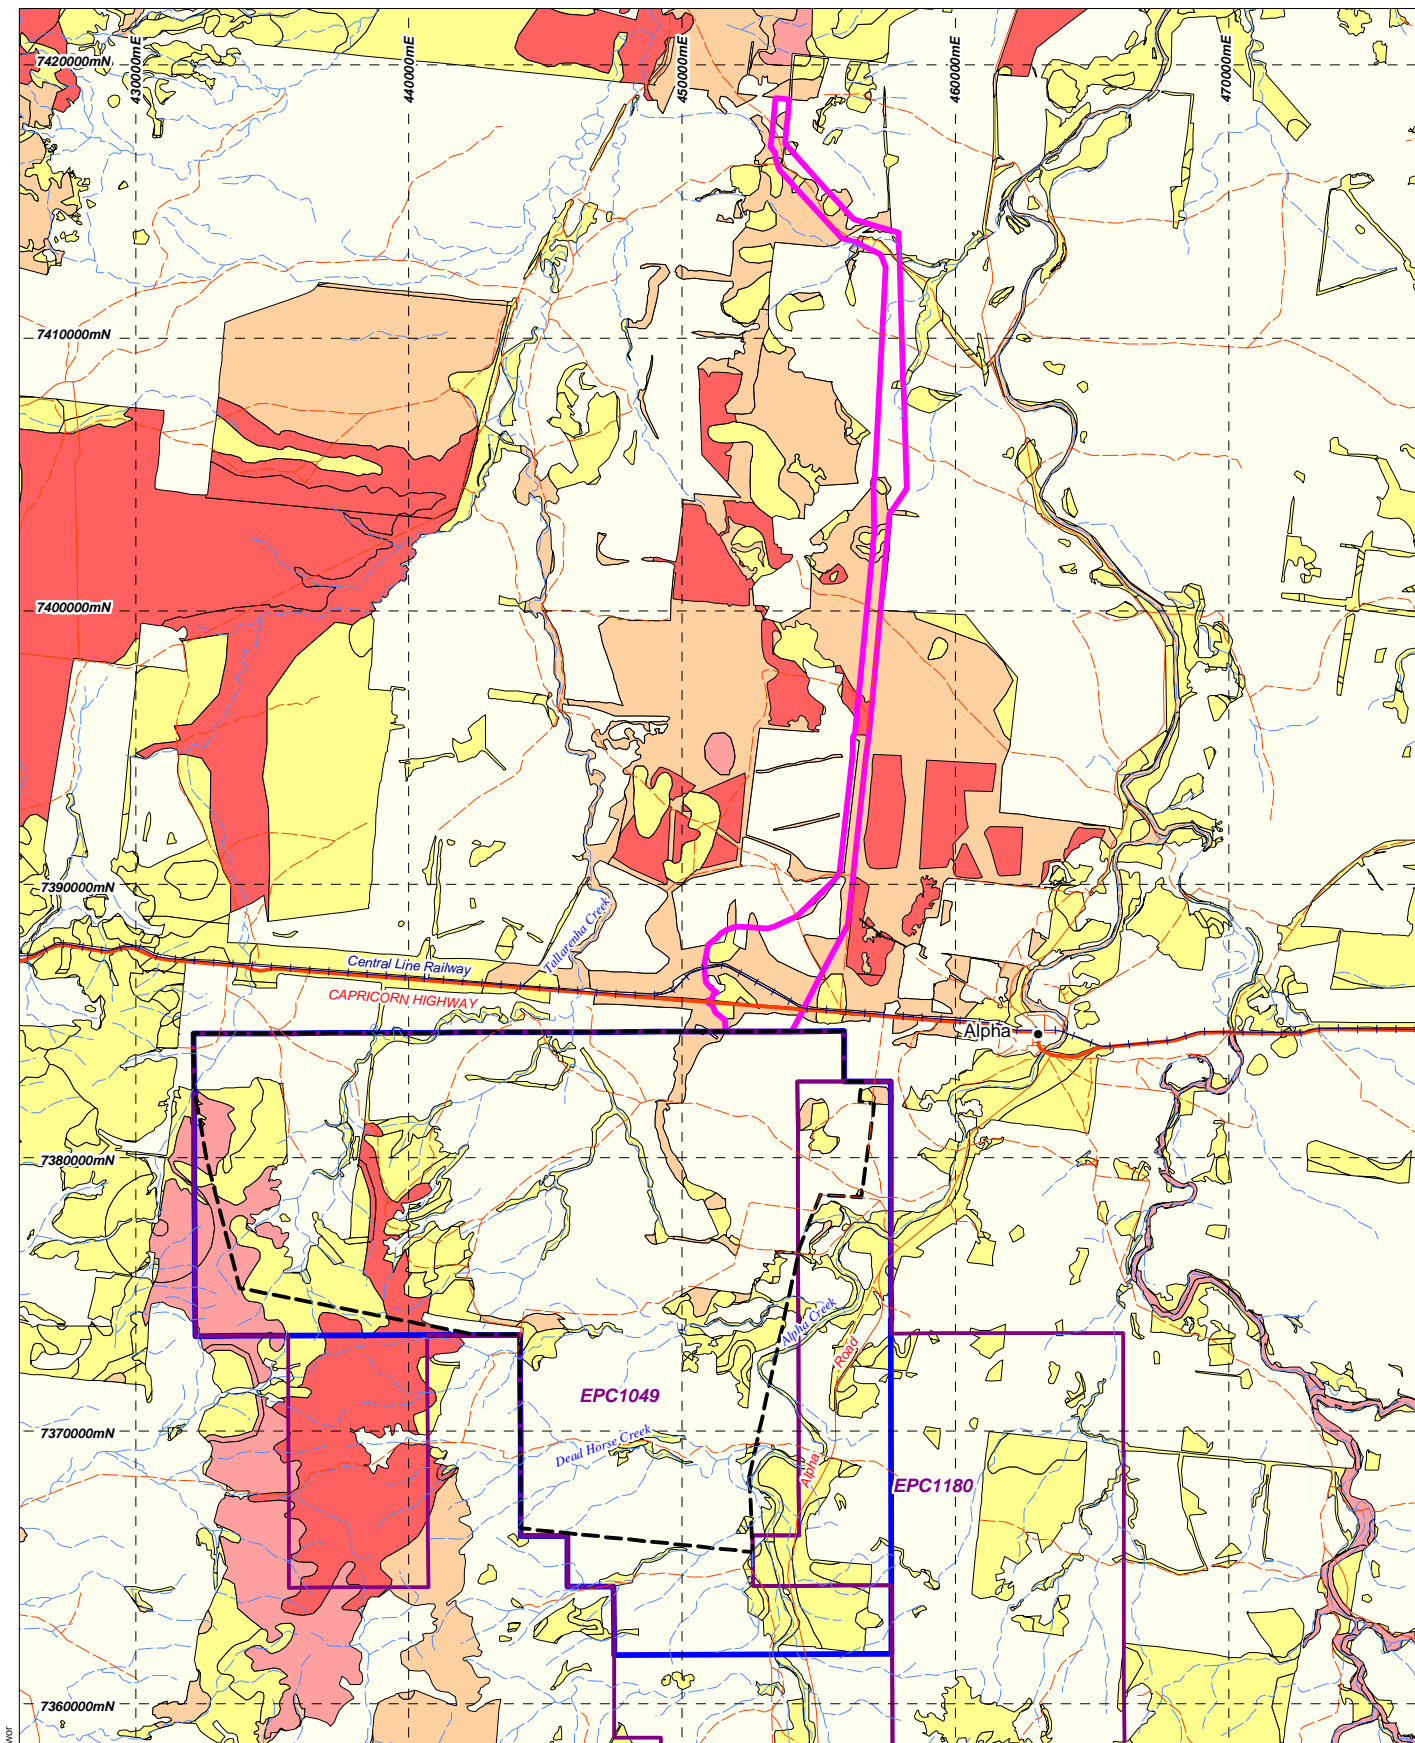 7420000mN
430000mE
440000mE
450000mE
460000mE
470000mE
7410000mN
7400000mN
7390000mN
Tallarenha Creek
Central Line Railway
CAPRICORN HIGHWAY
Alpha
7380000mN
Alpha Creek
Road
EPC1049
7370000mN
Dead Horse Creek
Alpha
EPC1180
7360000mN
wor